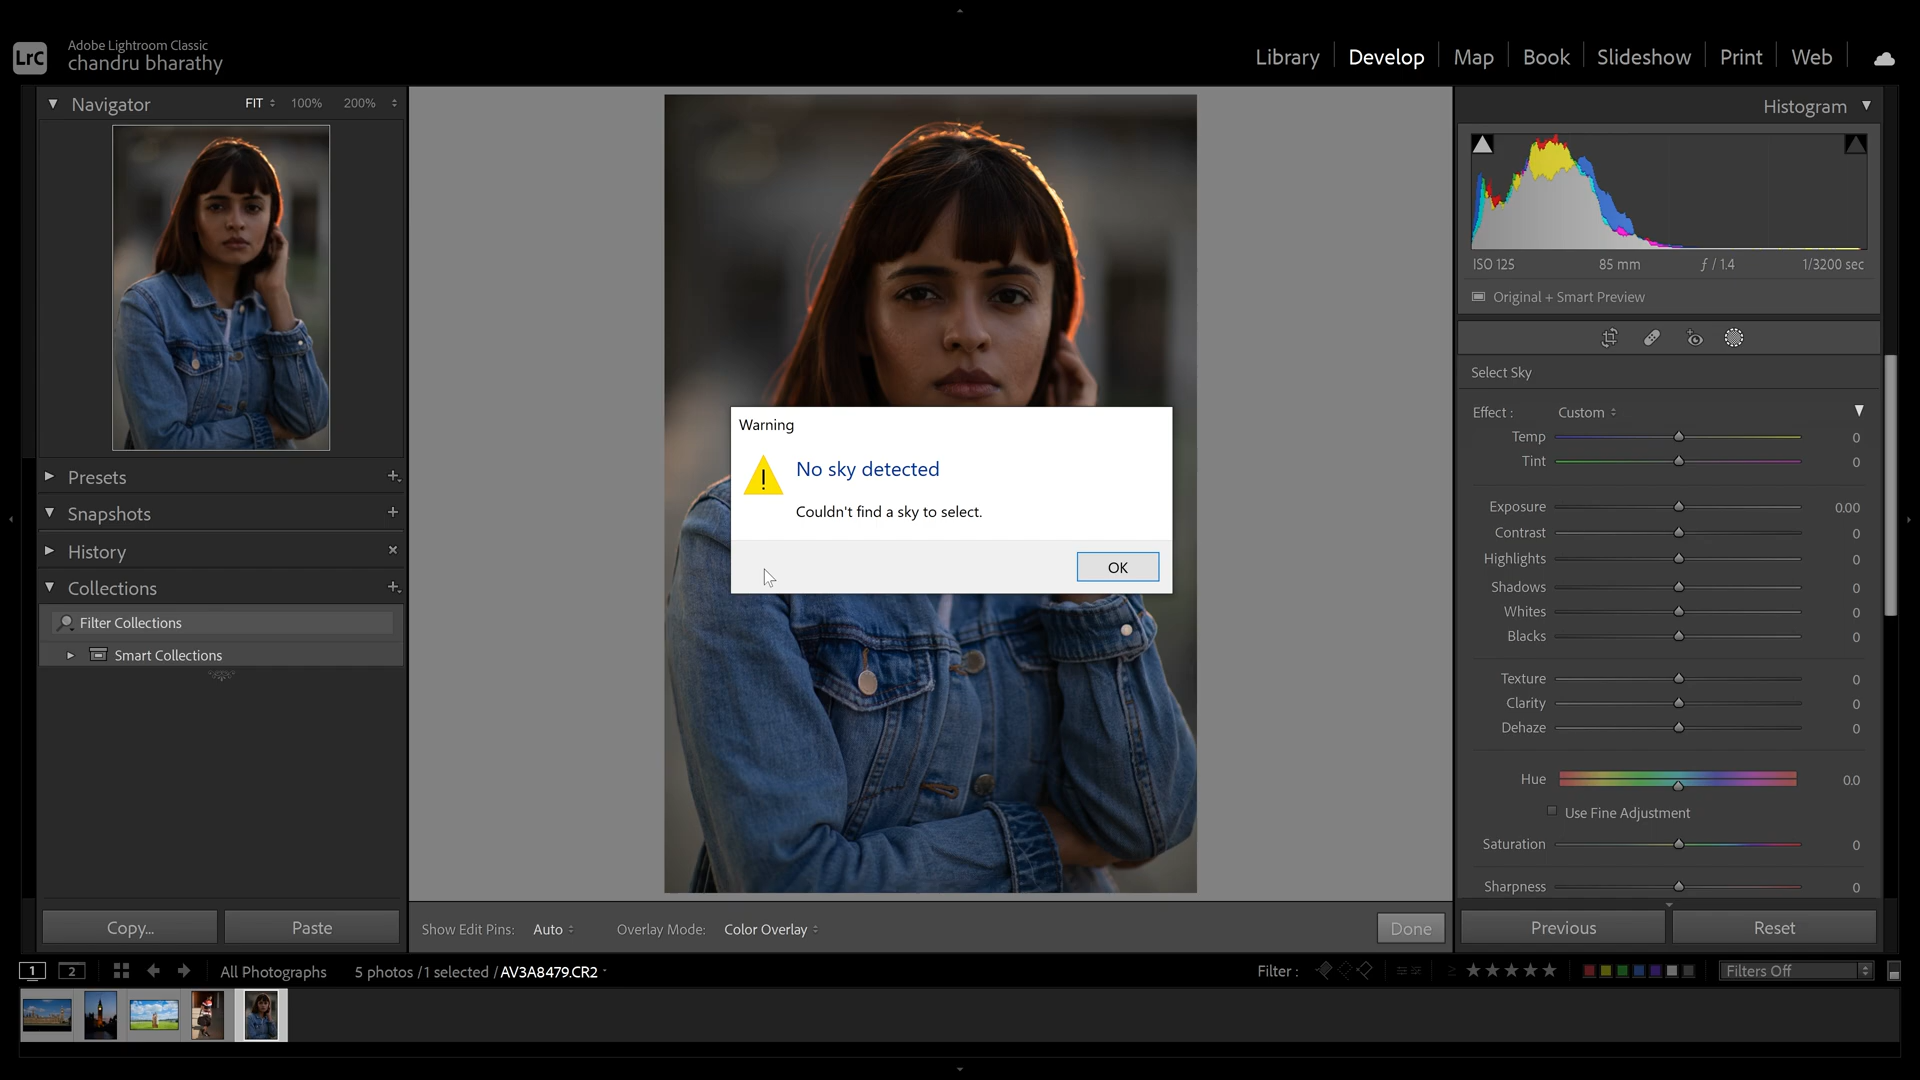 LrC
Adobe Lightroom Classic
chandru bharathy
Library
Develop
Map
Book
Slideshow
Print
Web
Navigator
FIT
100%
200%
Presets
Snapshots
History
Collections
Filter Collections
Smart Collections
Copy...
Paste
Warning
No sky detected
Couldn't find a sky to select.
OK
Show Edit Pins:
Auto
Overlay Mode:
Color Overlay
Done
Histogram
ISO 125
85 mm
ƒ / 1.4
1/3200 sec
Original + Smart Preview
Select Sky
Effect :
Custom
Temp 0
Tint 0
Exposure 0.00
Contrast 0
Highlights 0
Shadows 0
Whites 0
Blacks 0
Texture 0
Clarity 0
Dehaze 0
Hue 0.0
Use Fine Adjustment
Saturation 0
Sharpness 0
Previous
Reset
1
2
All Photographs
5 photos / 1 selected / AV3A8479.CR2
Filter :
Filters Off